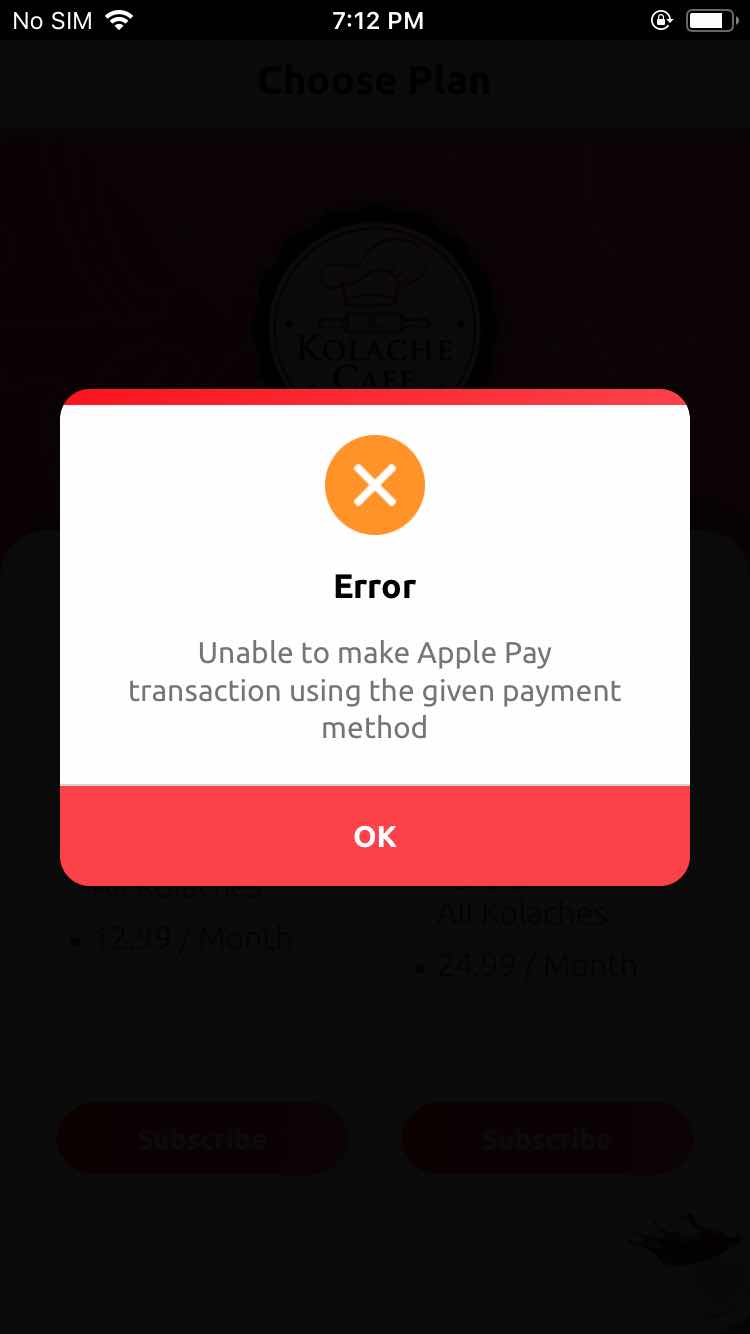 No SIM 7:12 PM
Choose Plan
KOLACHE
CAFE
Error
Unable to make Apple Pay
transaction using the given payment
method
OK
All Kolaches
12.99 / Month
All Kolaches
24.99 / Month
Subscribe Subscribe